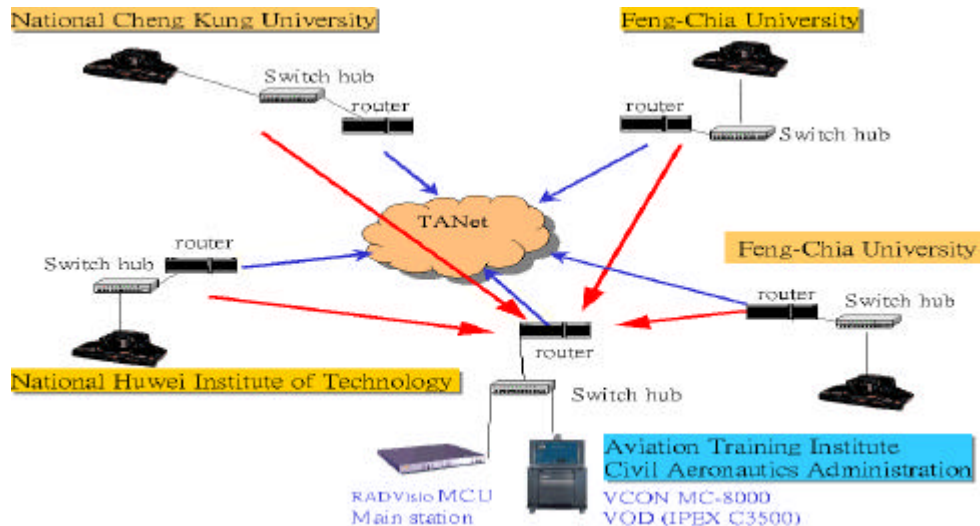 National Cheng Kung University
Feng-Chia University
Switch hub
router
router
Switch hub
TANet
Feng-Chia University
router
Switch hub
router
Switch hub
router
National Huwei Institute of Technology
Switch hub
Aviation Training Institute
Civil Aeronautics Administration
RADVisio MCU
Main station
VCON MC-8000
VOD (IPEX C3500)